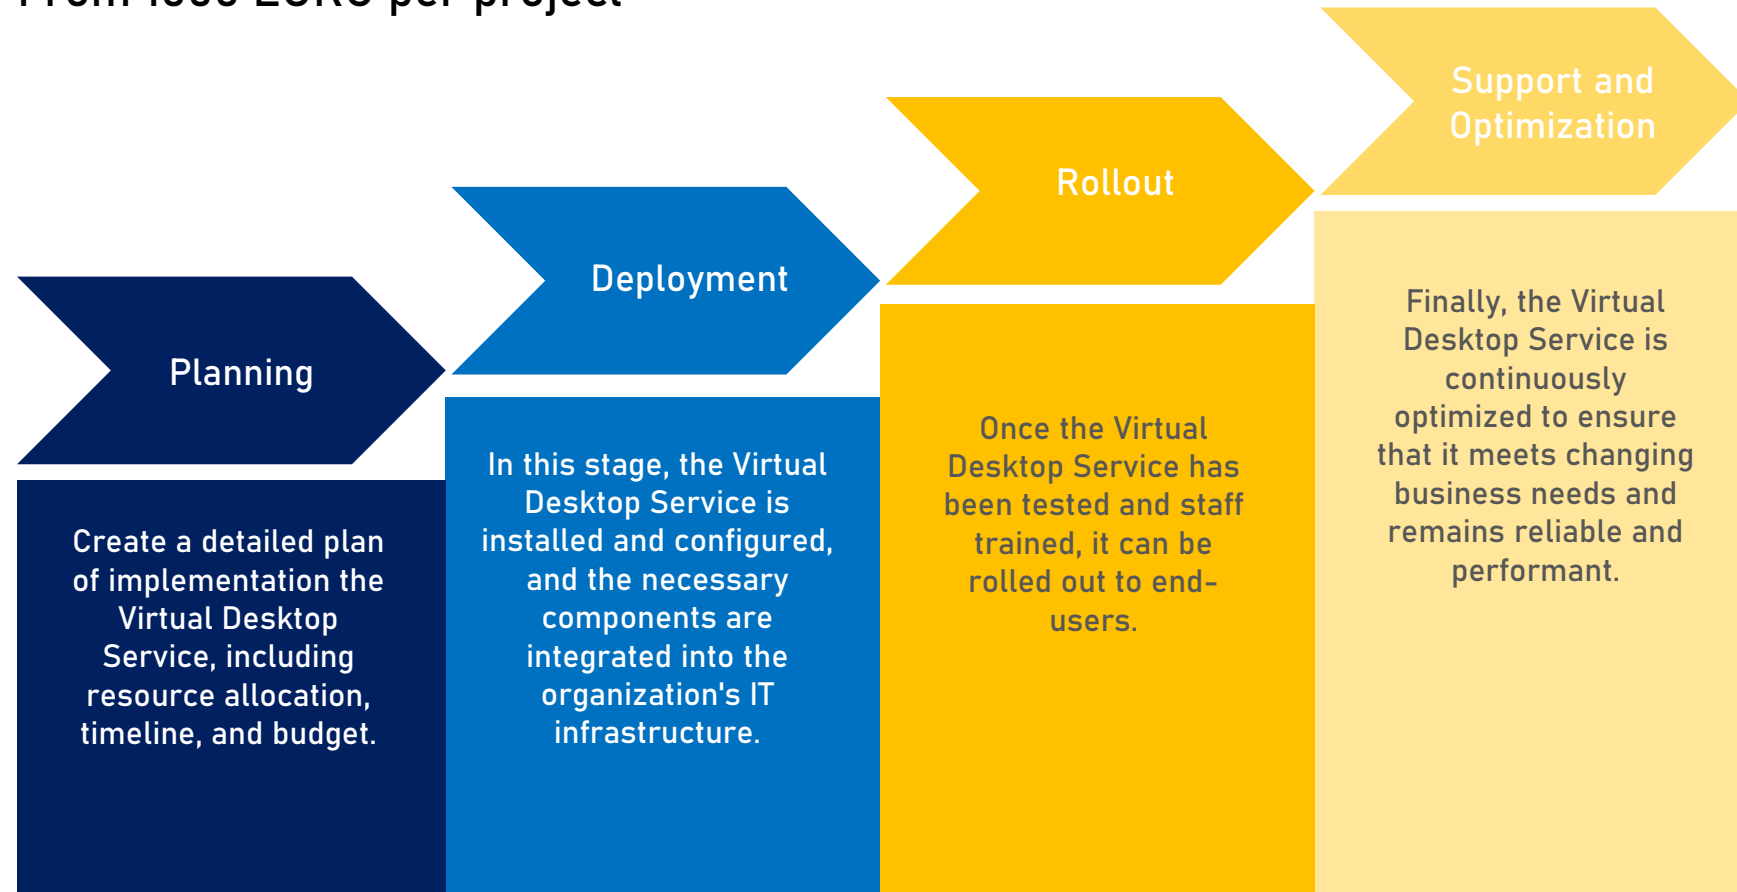 per project
Support and
Optimization
Rollout
Deployment
Planning
Create a detailed plan
of implementation the
Virtual Desktop
Service, including
resource allocation,
timeline, and budget.
In this stage, the Virtual
Desktop Service is
installed and configured,
and the necessary
components are
integrated into the
organization's IT
infrastructure.
Once the Virtual
Desktop Service has
been tested and staff
trained, it can be
rolled out to end-
users.
Finally, the Virtual
Desktop Service is
continuously
optimized to ensure
that it meets changing
business needs and
remains reliable and
performant.